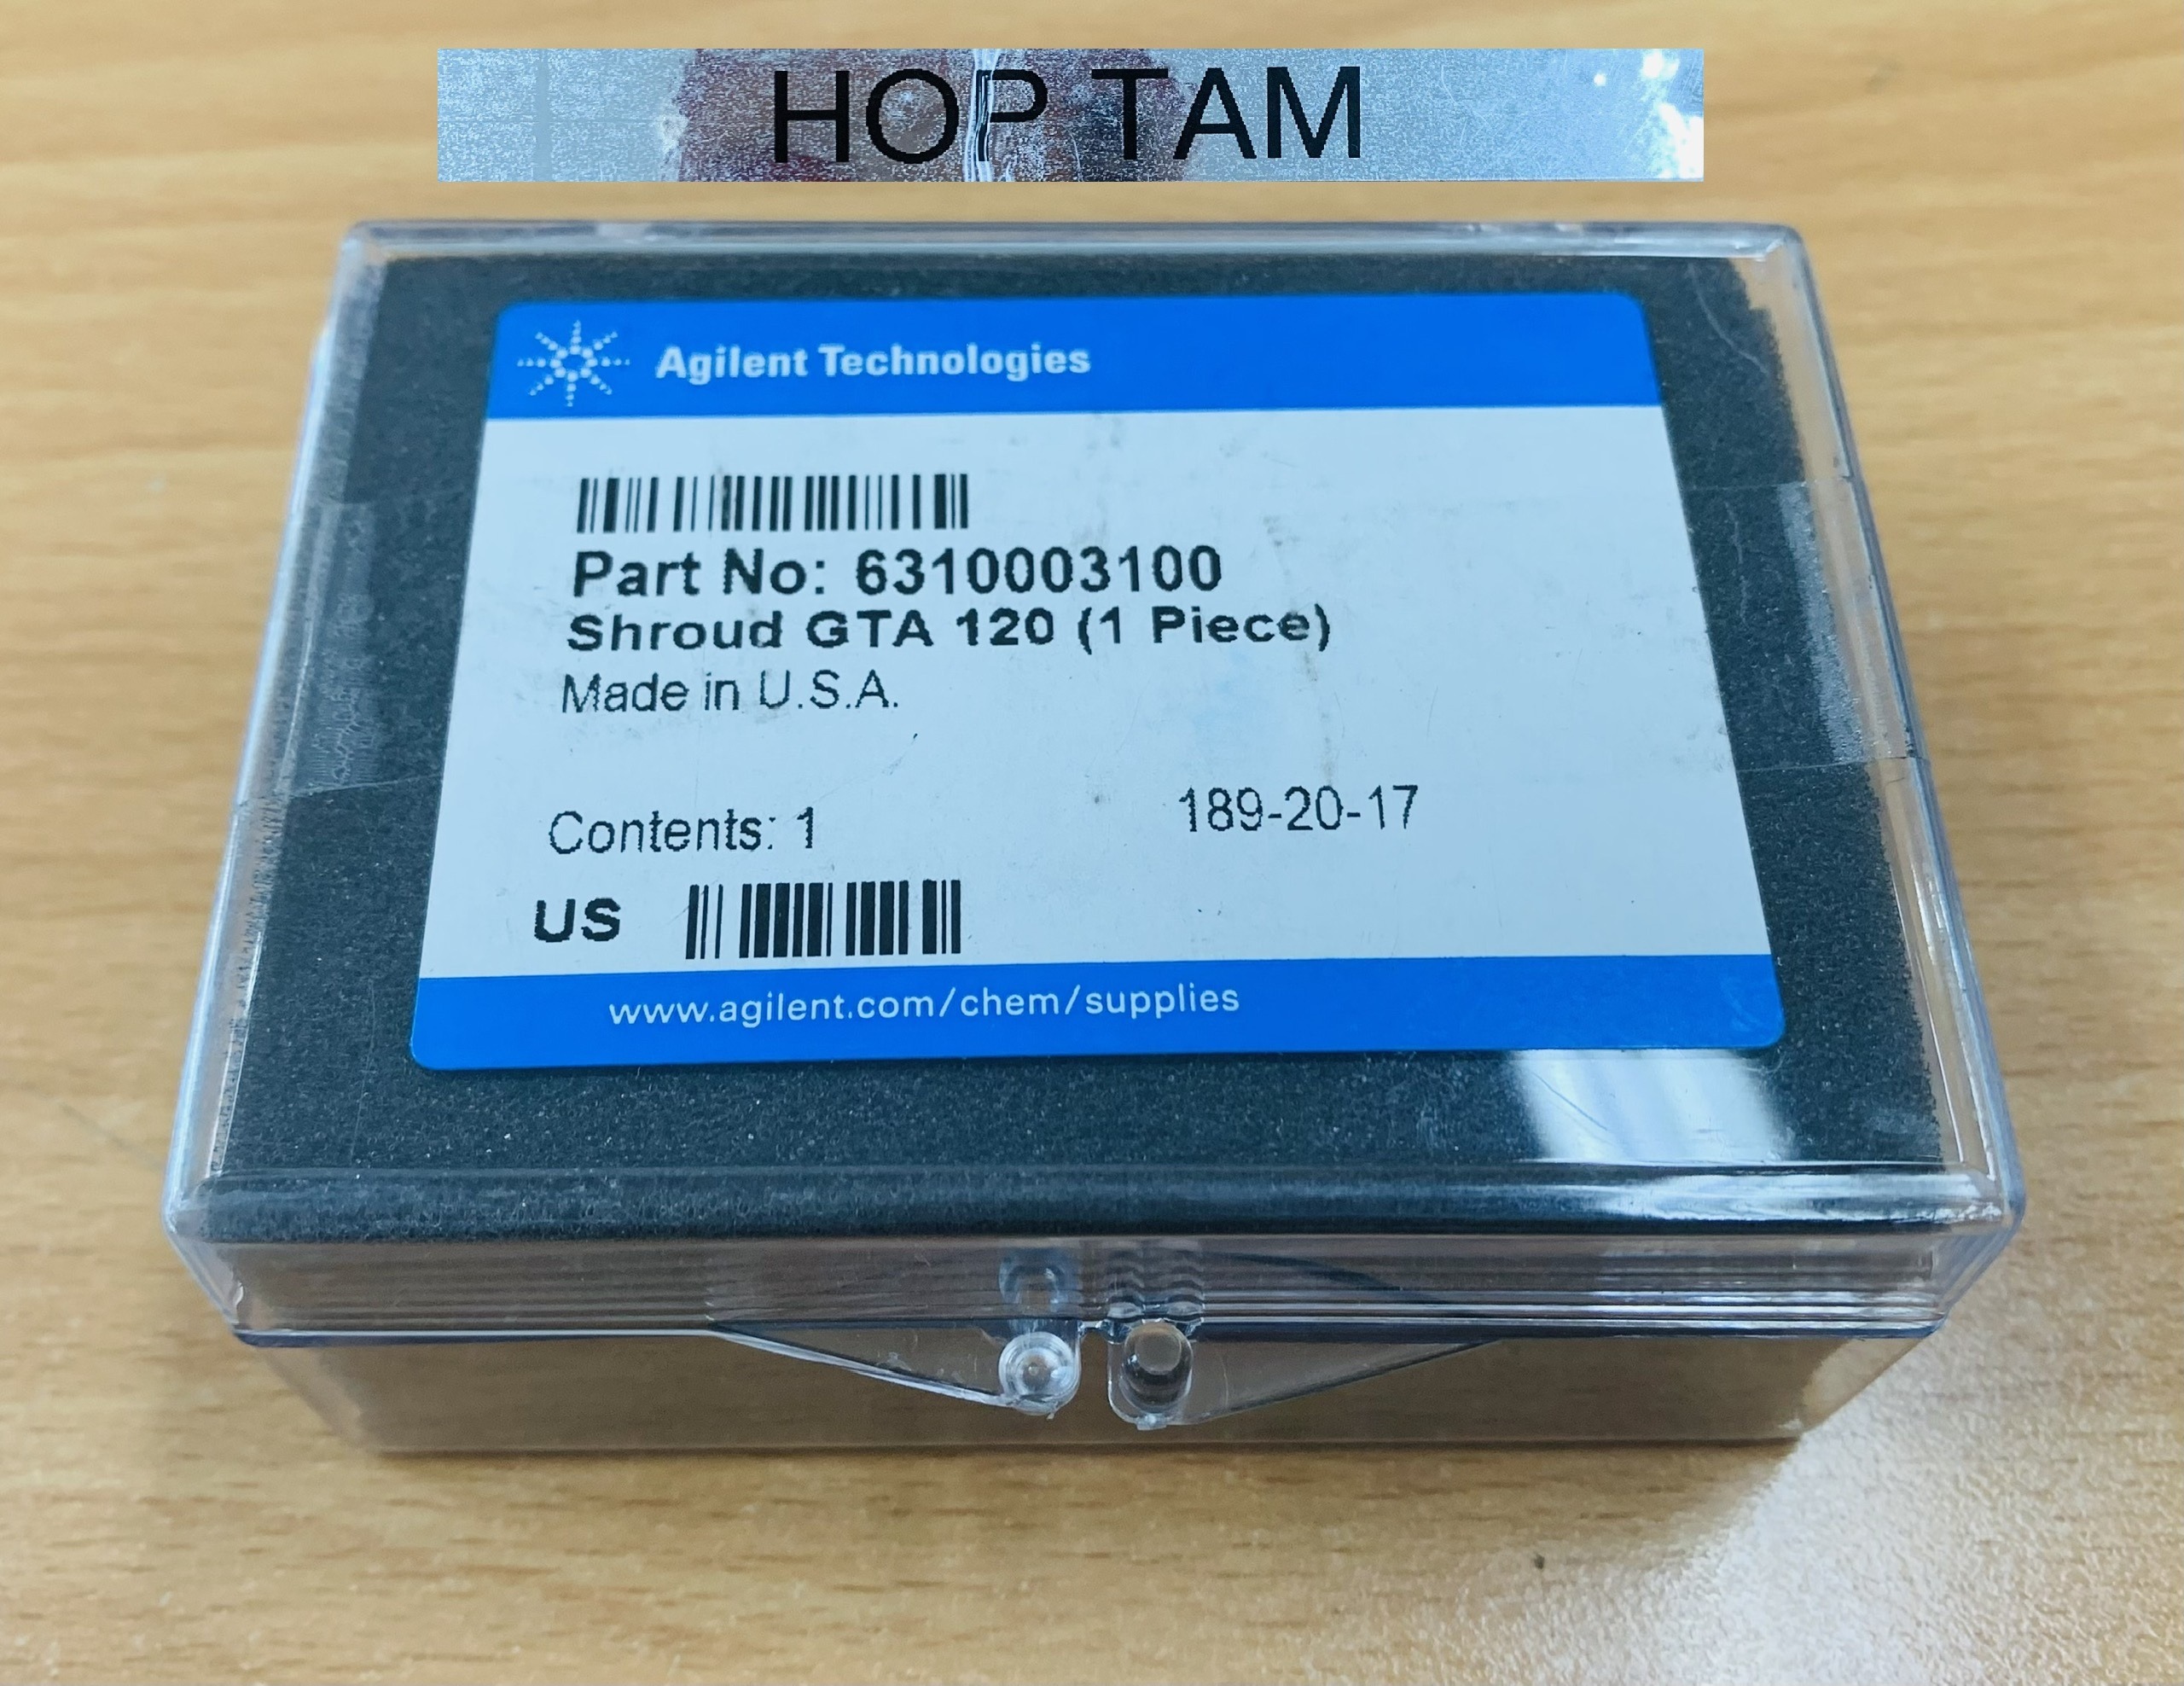 HOP TAM
Agilent Technologies
Part No: 6310003100
Shroud GTA 120 (1 Piece)
Made in U.S.A.
Contents: 1
189-20-17
US
www.agilent.com/chem/supplies